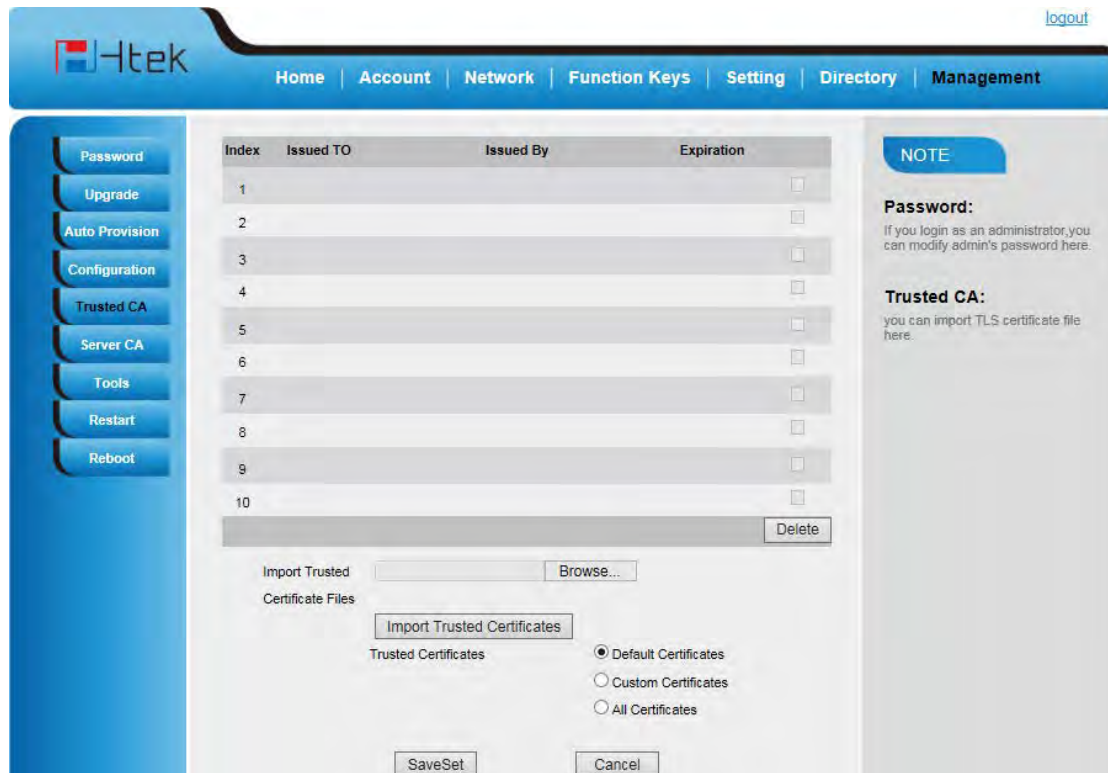 logout
Htek
Home | Account | Network | Function Keys | Setting | Directory | Management
Password
Upgrade
Auto Provision
Configuration
Trusted CA
Server CA
Tools
Restart
Reboot
Index Issued TO Issued By Expiration
1
2
3
4
5
6
7
8
9
10
Delete
Import Trusted Browse...
Certificate Files
Import Trusted Certificates
Trusted Certificates Default Certificates
Custom Certificates
All Certificates
SaveSet Cancel
NOTE
Password:
If you login as an administrator,you
can modify admin's password here.
Trusted CA:
you can import TLS certificate file
here.